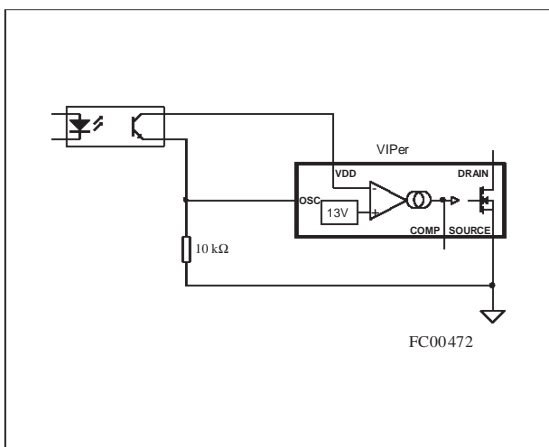 VIPer
VDD
DRAIN
OSC
-
13V
+
COMP
SOURCE
10 kΩ
FC00472